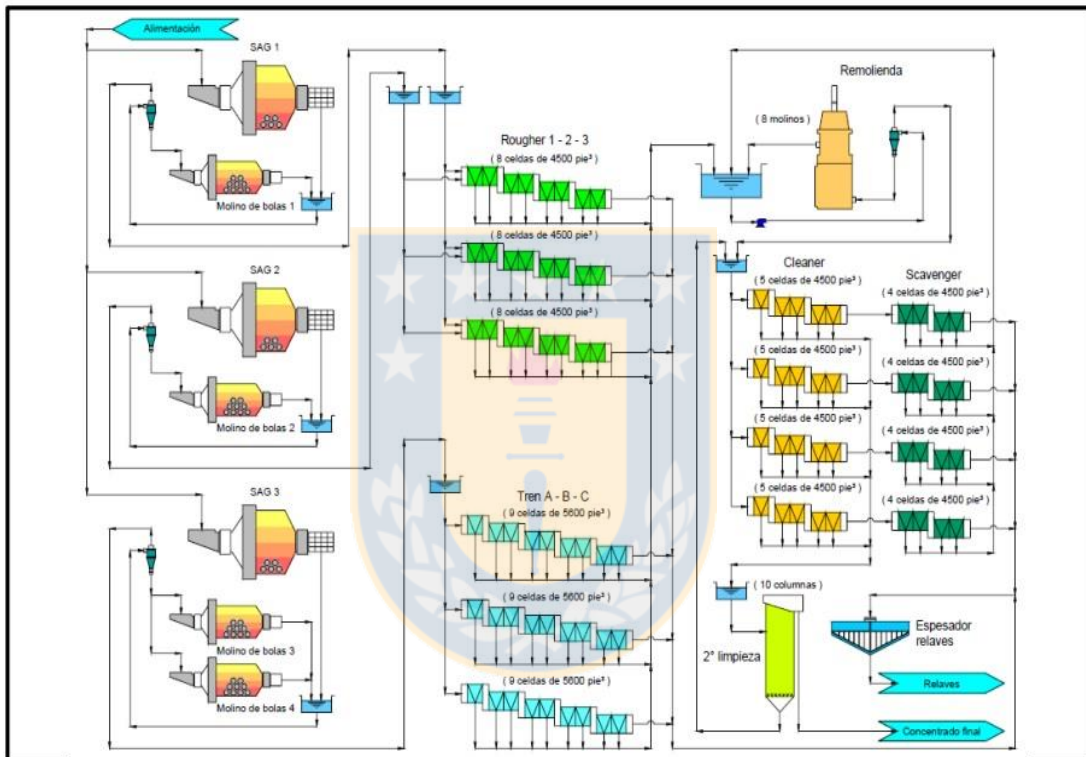 Alimentación
SAG 1
Molino de bolas 1
SAG 2
Molino de bolas 2
SAG 3
Molino de bolas 3
Molino de bolas 4
Rougher 1 - 2 - 3
( 8 celdas de 4500 pie³ )
( 8 celdas de 4500 pie³ )
( 8 celdas de 4500 pie³ )
Tren A - B - C
( 9 celdas de 5600 pie³ )
( 9 celdas de 5600 pie³ )
( 9 celdas de 5600 pie³ )
Remolienda
( 8 molinos )
Cleaner
( 5 celdas de 4500 pie³ )
( 5 celdas de 4500 pie³ )
( 5 celdas de 4500 pie³ )
( 5 celdas de 4500 pie³ )
Scavenger
( 4 celdas de 4500 pie³ )
( 4 celdas de 4500 pie³ )
( 4 celdas de 4500 pie³ )
( 4 celdas de 4500 pie³ )
( 10 columnas )
2° limpieza
Espesador
relaves
Relaves
Concentrado final